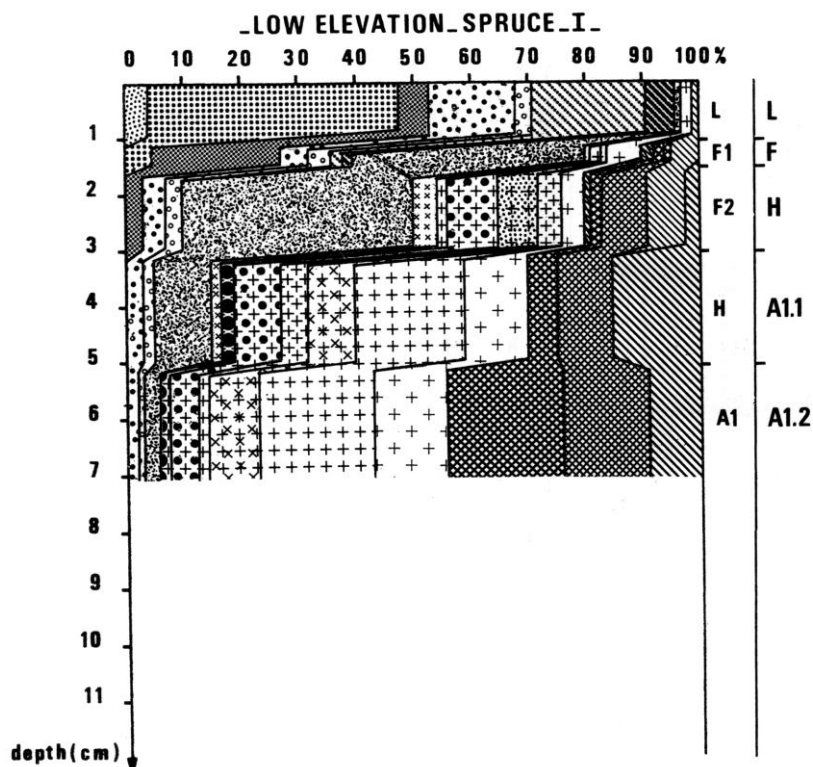 _LOW ELEVATION_SPRUCE_I_
0 10 20 30 40 50 60 70 80 90 100%
L L
1
F1 F
2
F2 H
3
4
H A1.1
5
6
A1 A1.2
7
8
9
10
11
depth(cm)